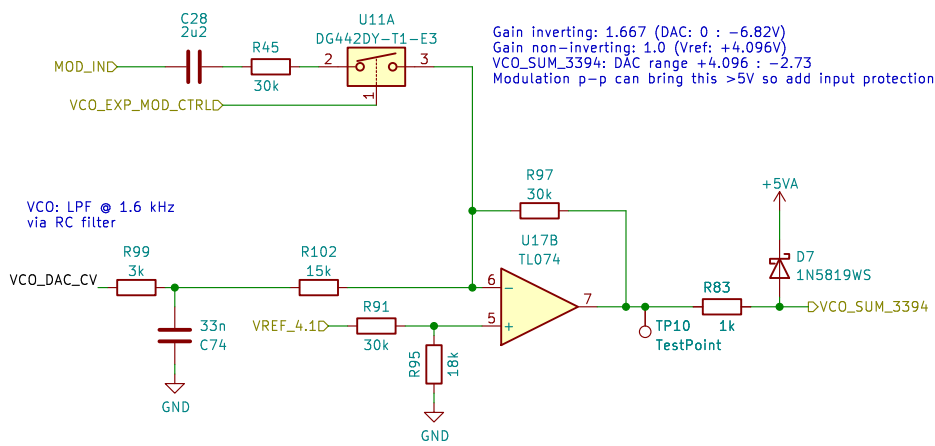 C28
2u2
U11A
DG442DY-T1-E3
Gain inverting: 1.667 (DAC: 0 : -6.82V)
Gain non-inverting: 1.0 (Vref: +4.096V)
VCO_SUM_3394: DAC range +4.096 : -2.73
Modulation p-p can bring this >5V so add input protection
R45
MOD_IN
2
3
30k
1
VCO_EXP_MOD_CTRL
R97
30k
+5VA
VCO: LPF @ 1.6 kHz
via RC filter
U17B
TL074
R99
3k
R102
15k
VCO_DAC_CV
6
-
D7
1N5819WS
R83
1k
7
VCO_SUM_3394
R91
30k
5
+
VREF_4.1
33n
C74
TP10
TestPoint
R95
18k
GND
GND